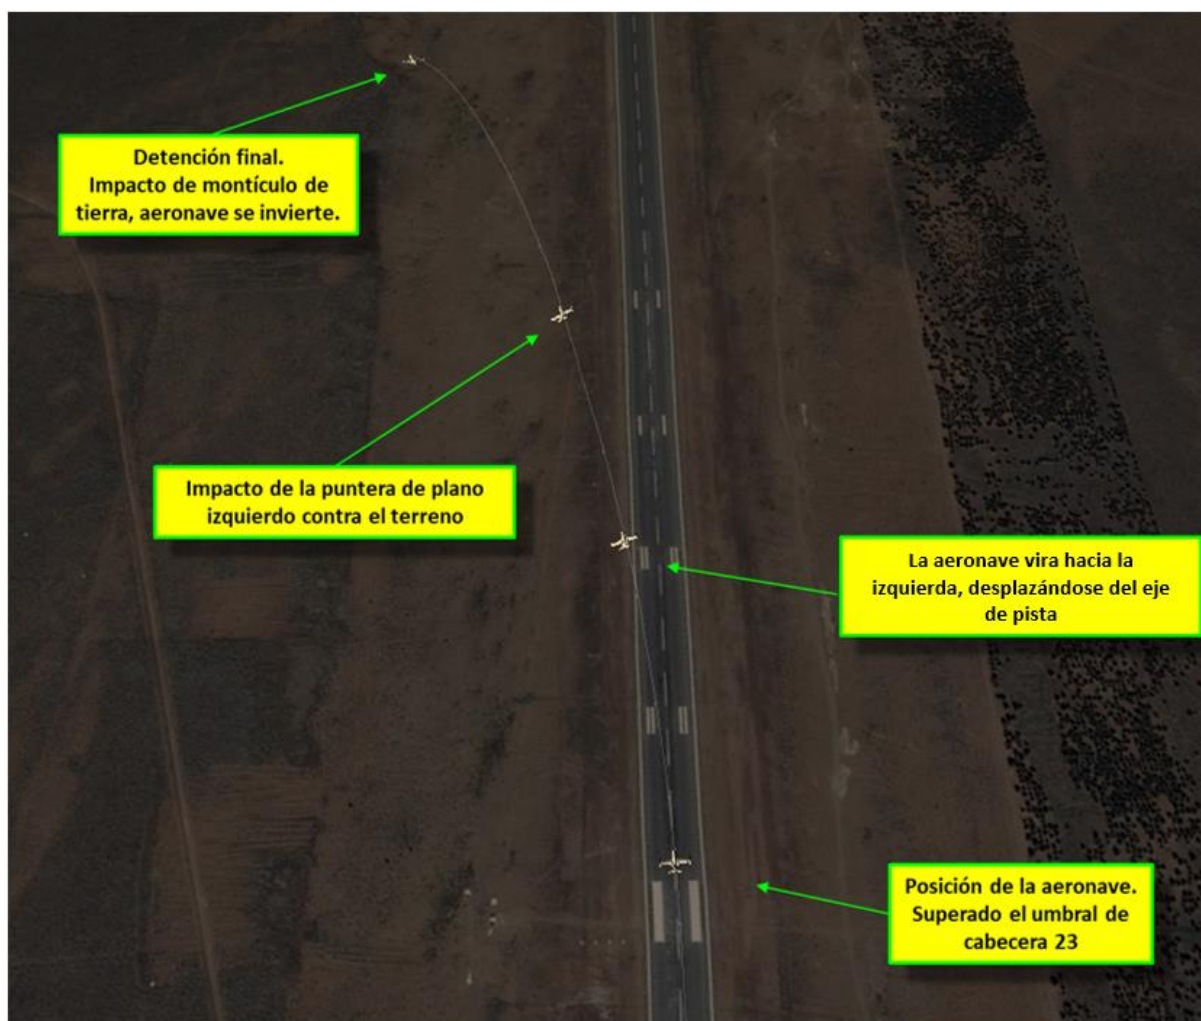 Detención final.
Impacto de montículo de
tierra, aeronave se invierte.
Impacto de la puntera de plano
izquierdo contra el terreno
La aeronave vira hacia la
izquierda, desplazándose del eje
de pista
Posición de la aeronave.
Superado el umbral de
cabecera 23